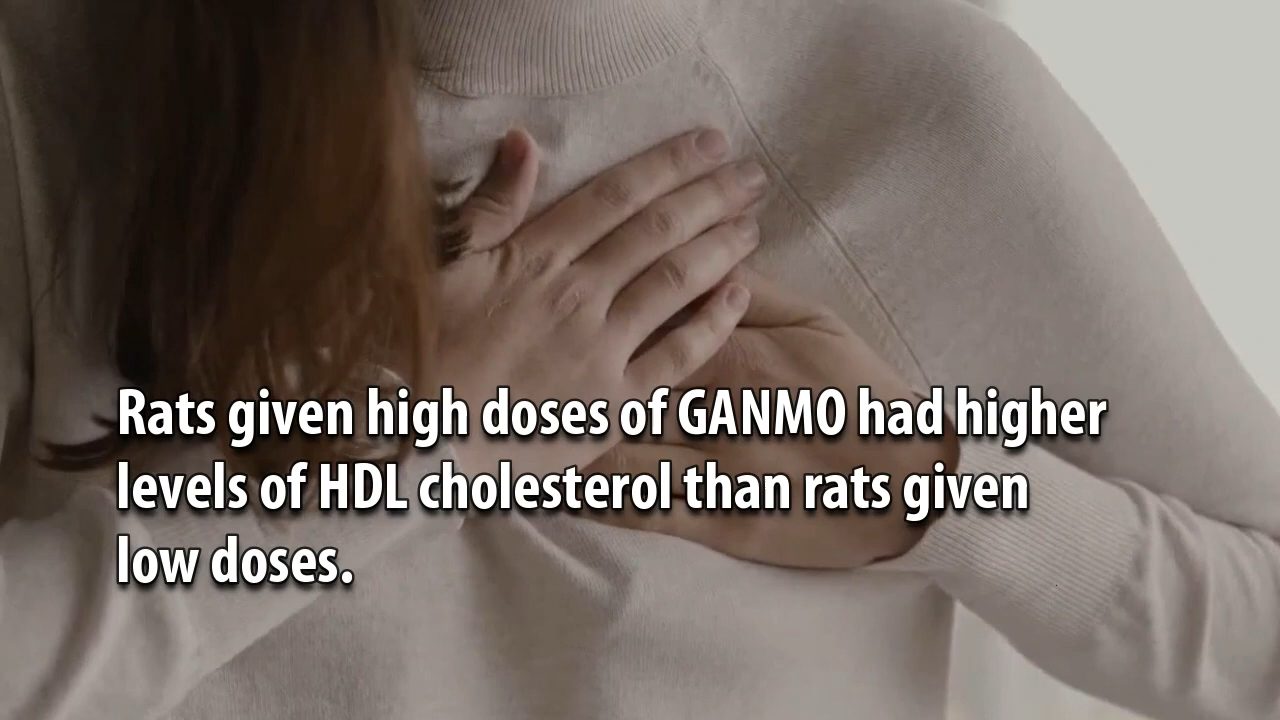 Rats given high doses of GANMO had higher
levels of HDL cholesterol than rats given
low doses.